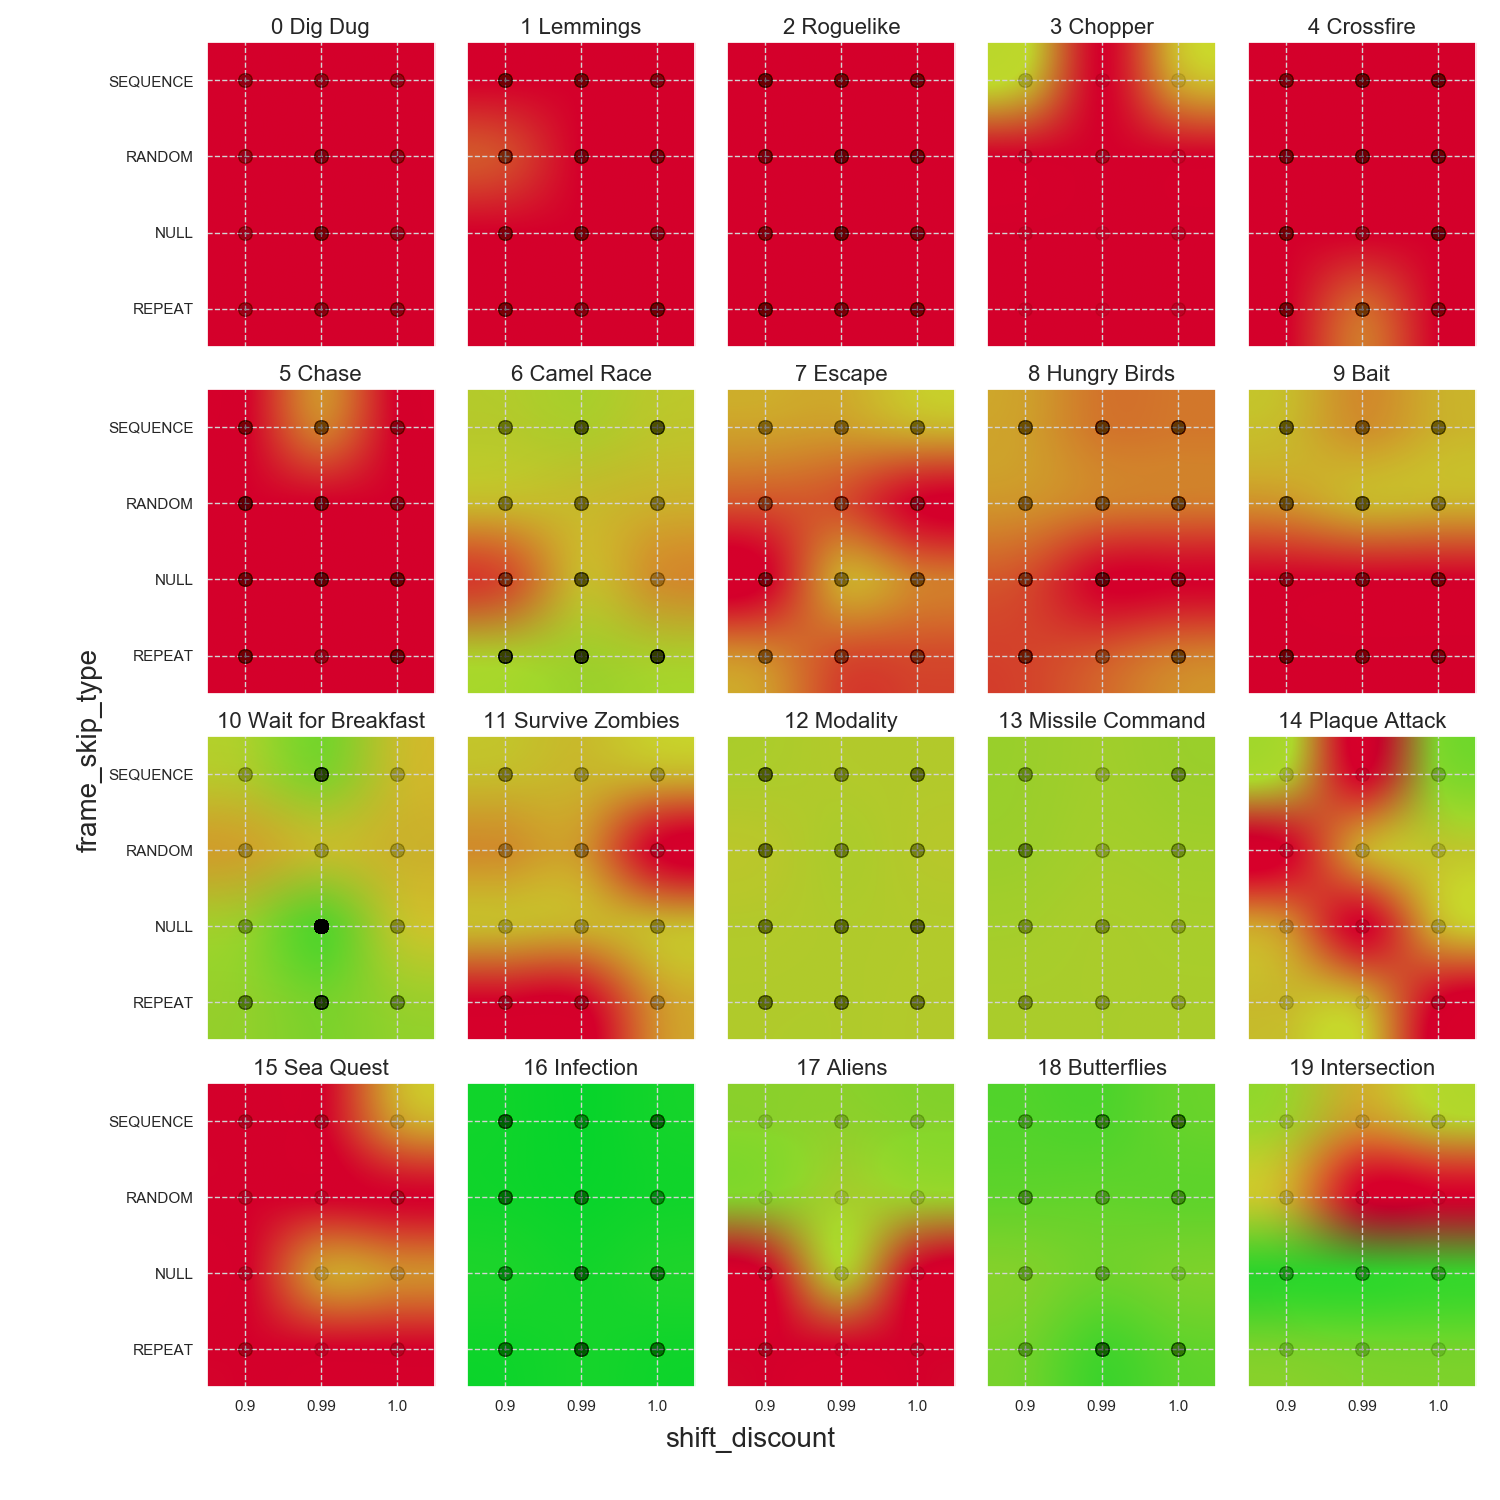 0 Dig Dug
1 Lemmings
2 Roguelike
3 Chopper
4 Crossfire
SEQUENCE
RANDOM
NULL
REPEAT
5 Chase
6 Camel Race
7 Escape
8 Hungry Birds
9 Bait
SEQUENCE
RANDOM
NULL
REPEAT
frame_skip_type
10 Wait for Breakfast
11 Survive Zombies
12 Modality
13 Missile Command
14 Plaque Attack
SEQUENCE
RANDOM
NULL
REPEAT
15 Sea Quest
16 Infection
17 Aliens
18 Butterflies
19 Intersection
SEQUENCE
RANDOM
NULL
REPEAT
0.9 0.99 1.0
0.9 0.99 1.0
0.9 0.99 1.0
0.9 0.99 1.0
0.9 0.99 1.0
shift_discount